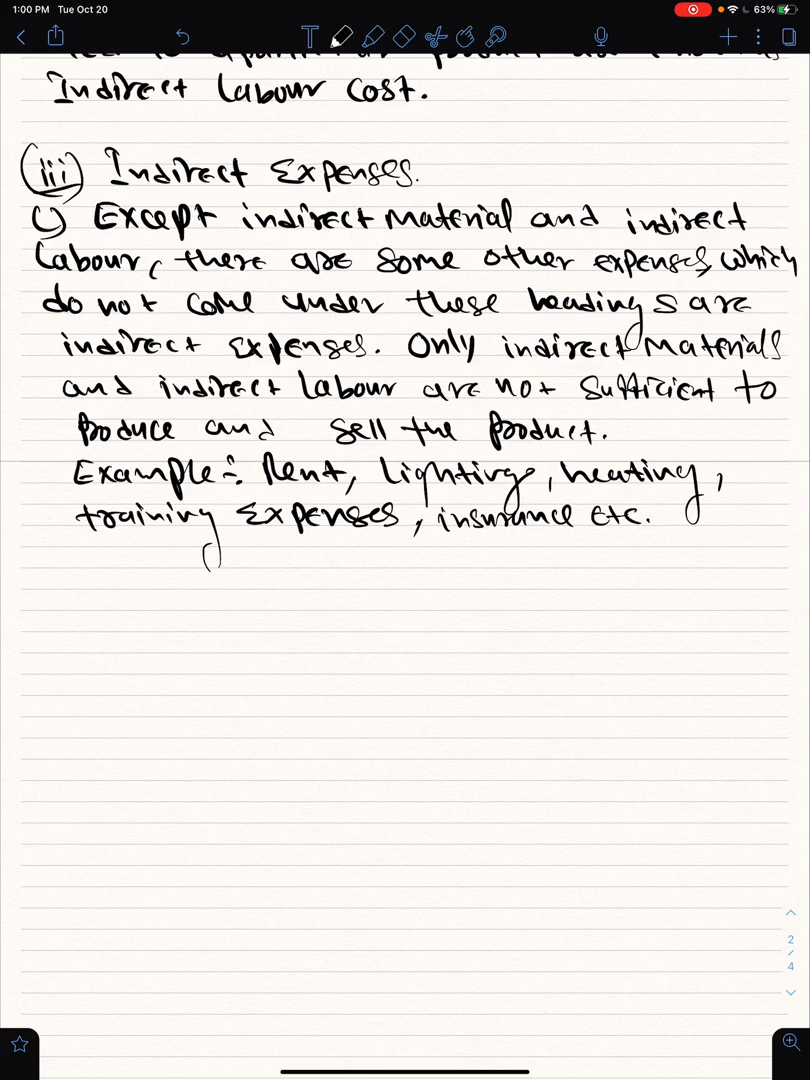 1:00 PM Tue Oct 20
63%
Indirect Labour Cost.
(iii) Indirect Expenses.
Except indirect material and indirect
labour, there are some other expenses, which
do not come under these headings are
indirect expenses. Only indirect materials
and indirect labour are not sufficient to
produce and sell the product.
Example:- Rent, lighting, heating,
training expenses, insurance etc.
2
/
4